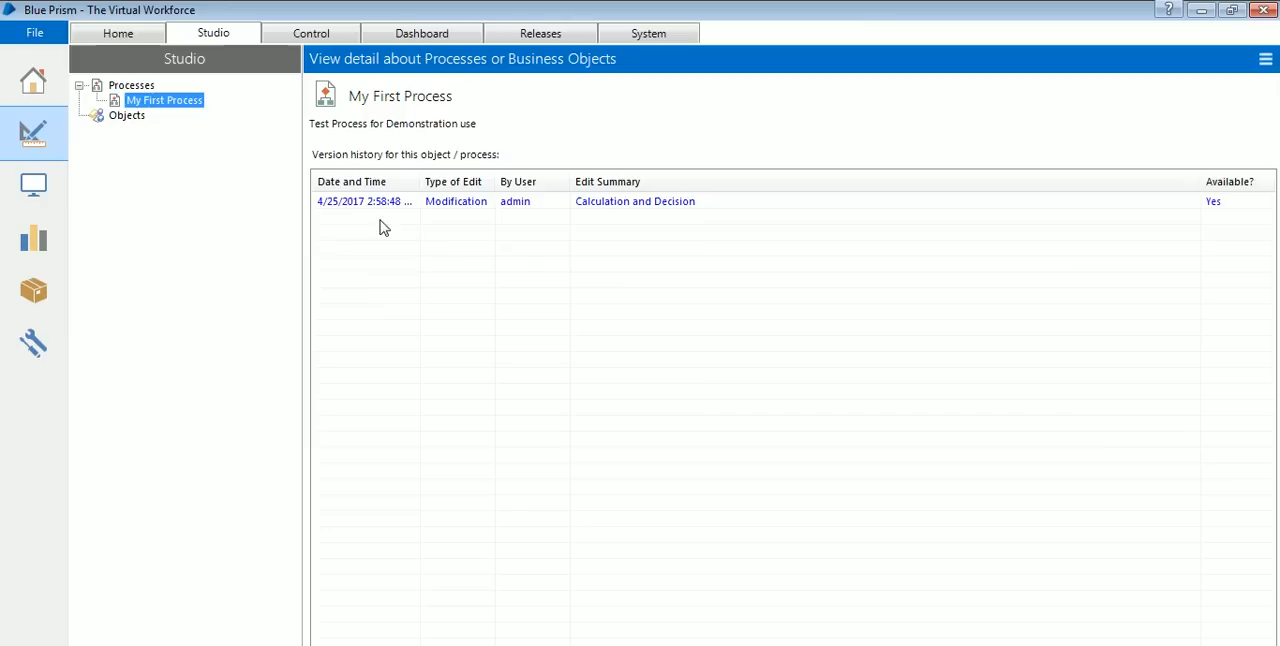 Blue Prism - The Virtual Workforce
?
File
Home
Studio
Control
Dashboard
Releases
System
Studio
Processes
My First Process
Objects
View detail about Processes or Business Objects
My First Process
Test Process for Demonstration use
Version history for this object / process:
Date and Time Type of Edit By User Edit Summary Available?
4/25/2017 2:58:48 ... Modification admin Calculation and Decision Yes